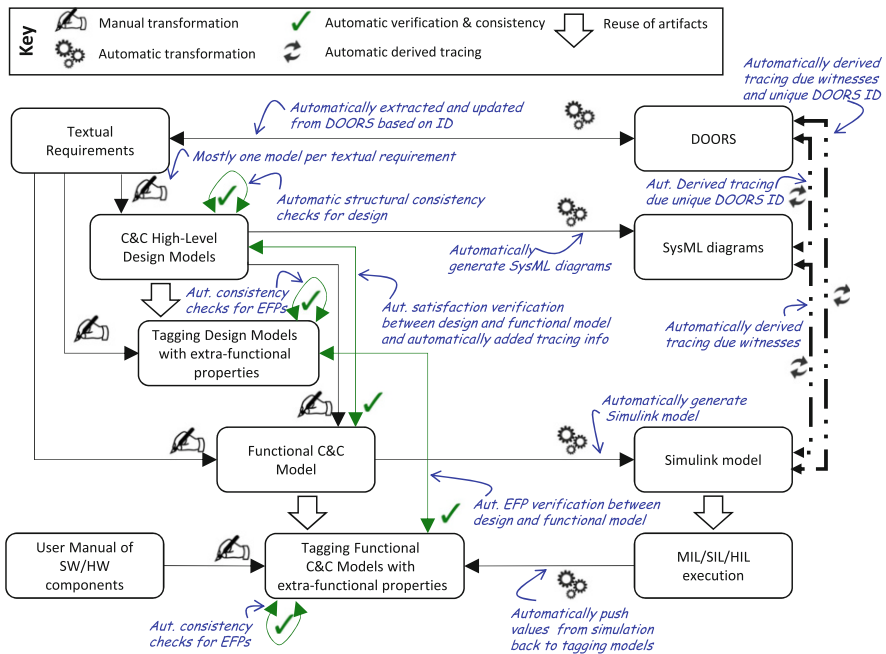 Key
Manual transformation
Automatic verification & consistency
Reuse of artifacts
Automatic transformation
Automatic derived tracing
Automatically derived
tracing due witnesses
and unique DOORS ID
Textual
Requirements
Automatically extracted and updated
from DOORS based on ID
DOORS
Mostly one model per textual requirement
Automatic structural consistency
checks for design
Aut. Derived tracing
due unique DOORS ID
C&C High-Level
Design Models
Automatically
generate SysML diagrams
SysML diagrams
Aut. consistency
checks for EFPs
Aut. satisfaction verification
between design and functional model
and automatically added tracing info
Automatically derived
tracing due witnesses
Tagging Design Models
with extra-functional
properties
Automatically generate
Simulink model
Functional C&C
Model
Simulink model
Aut. EFP verification between
design and functional model
User Manual of
SW/HW
components
Tagging Functional
C&C Models with
extra-functional properties
MIL/SIL/HIL
execution
Aut. consistency
checks for EFPs
Automatically push
values from simulation
back to tagging models